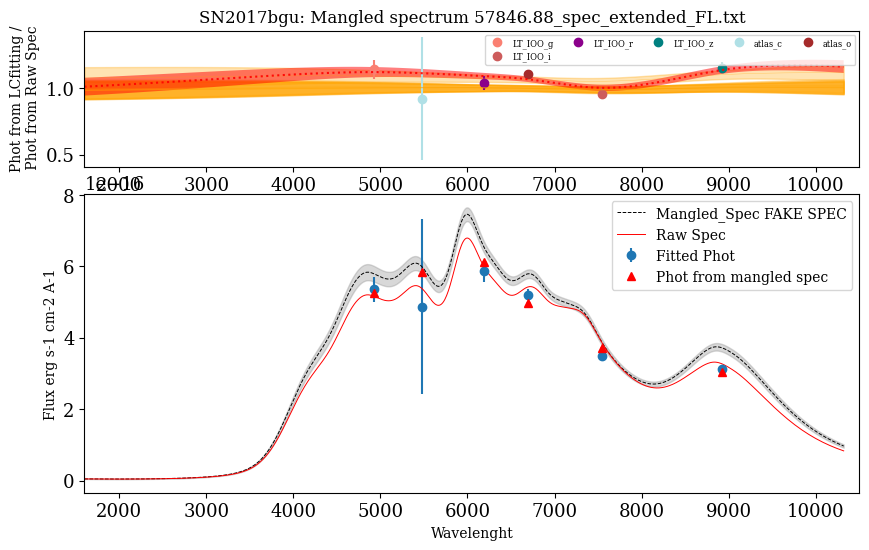 SN2017bgu: Mangled spectrum 57846.88_spec_extended_FL.txt
Phot from LCfitting /
Phot from Raw Spec
LT_IOO_g LT_IOO_r LT_IOO_z atlas_c atlas_o
LT_IOO_i
1.0
0.5
2000 3000 4000 5000 6000 7000 8000 9000 10000
1e−16
Flux erg s-1 cm-2 A-1
8
6
4
2
0
Mangled_Spec FAKE SPEC
Raw Spec
Fitted Phot
Phot from mangled spec
2000 3000 4000 5000 6000 7000 8000 9000 10000
Wavelenght